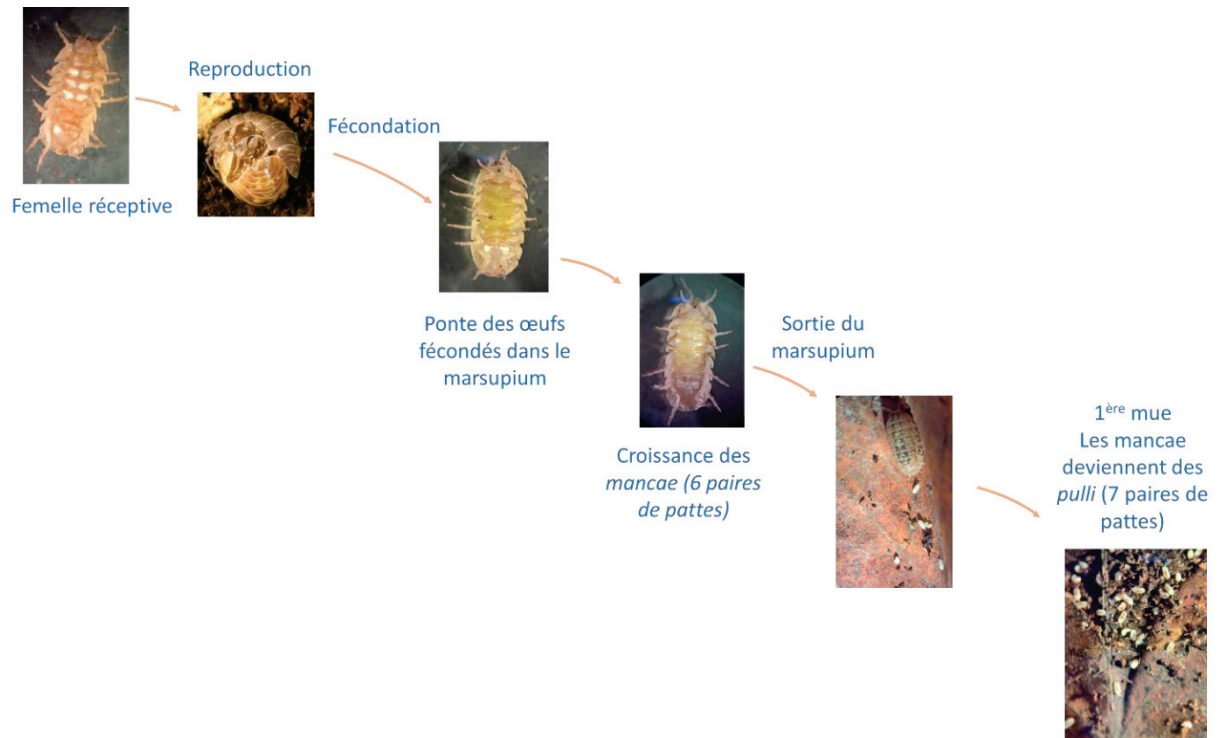 Femelle réceptive
Reproduction
Fécondation
Ponte des œufs
fécondés dans le
marsupium
Croissance des
mancae (6 paires
de pattes)
Sortie du
marsupium
1ère mue
Les mancae
deviennent des
pulli (7 paires de
pattes)